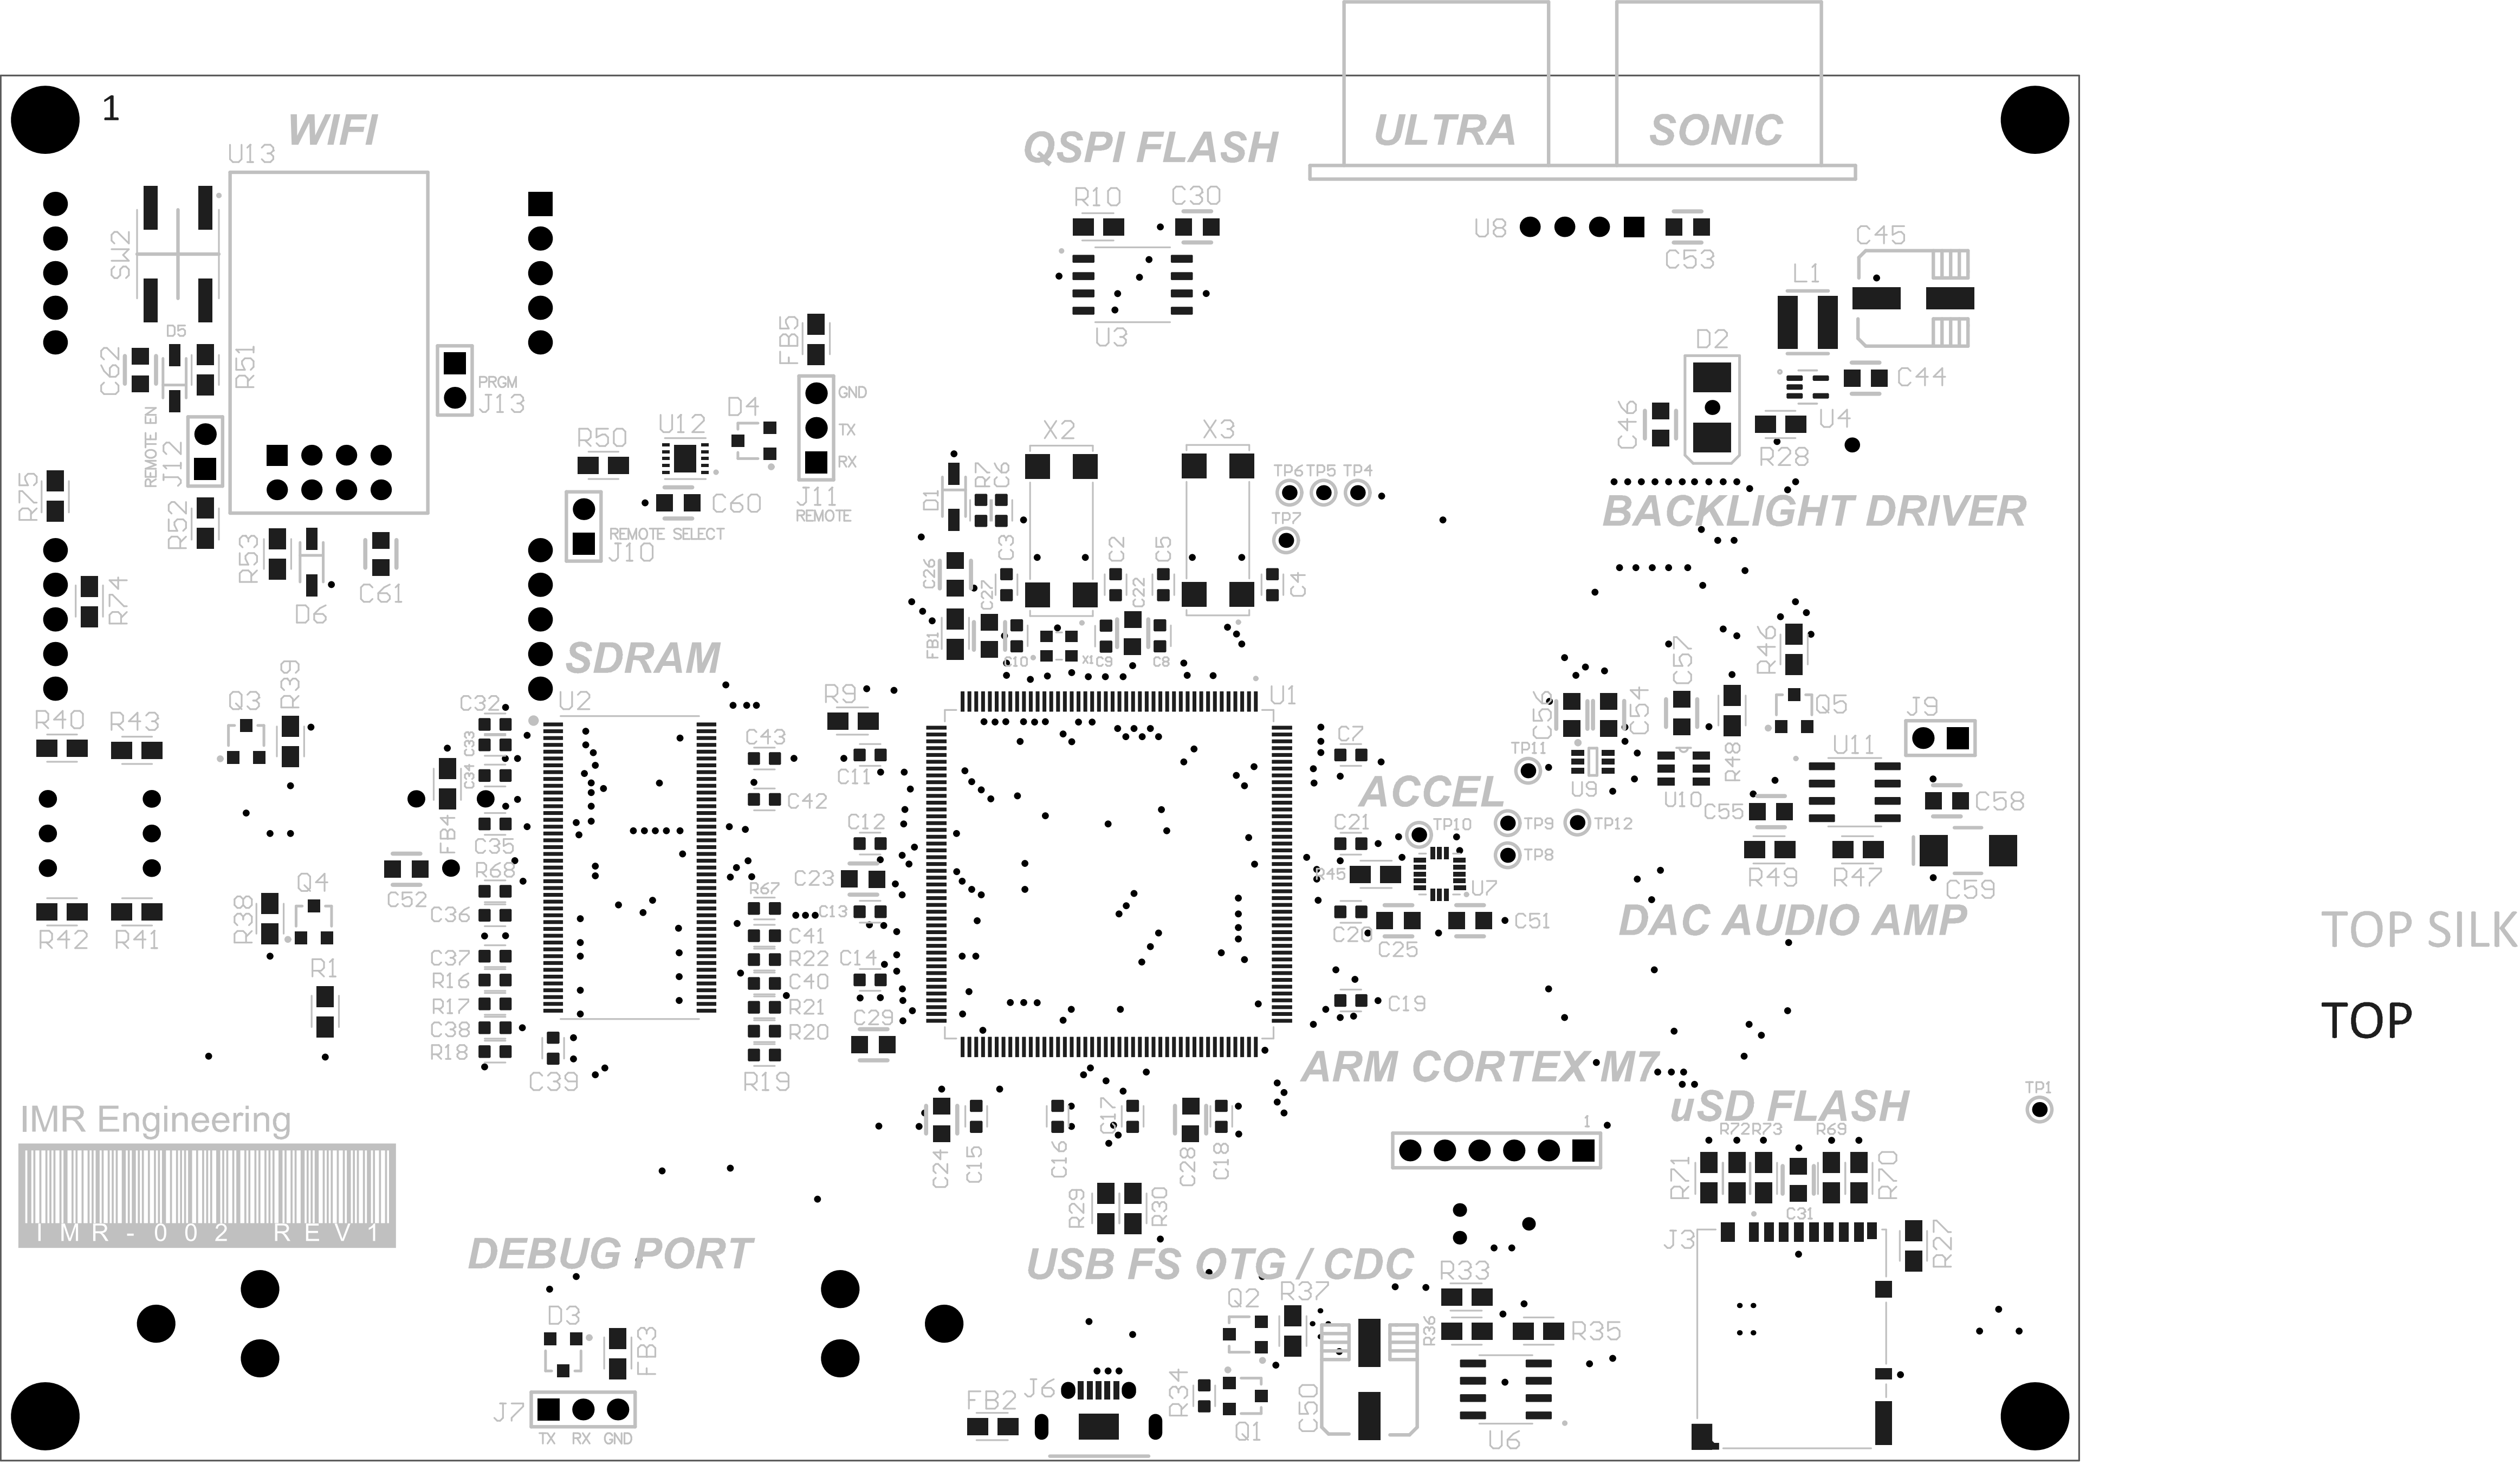 1
WIFI
QSPI FLASH
ULTRA
SONIC
U13
R10
C30
U8
C53
C45
SW2
L1
U3
D5
FB5
D2
C62
R51
PRGM
J13
GND
C44
REMOTE EN
J12
D4
U12
TX
X2
X3
C46
U4
R50
RX
R28
TP6
TP5
TP4
R75
R52
C60
J11
REMOTE
D1
R7
C6
BACKLIGHT DRIVER
TP7
REMOTE SELECT
J10
R53
C3
C2
C5
C26
C27
C22
C4
R74
D6
C61
FB1
C10
X1
C9
C8
SDRAM
R46
C57
R39
Q3
U2
C32
R9
U1
C56
C54
Q5
J9
R40
R43
C33
C43
C7
TP11
R48
U11
C34
C11
ACCEL
U9
U10
C55
C58
FB4
C42
C12
C21
TP10
TP9
TP12
C35
R68
TP8
R45
U7
R49
R47
C59
Q4
C52
R67
C23
R38
C36
C13
C51
DAC AUDIO AMP
R42
R41
C41
C20
C25
R1
C37
R22
C14
TOP SILK
R16
C40
R17
R21
C29
C19
TOP
C38
R20
R18
C39
R19
ARM CORTEX M7
TP1
uSD FLASH
IMR Engineering
1
R72
R73
R69
C24
C15
C16
C17
C28
C18
R71
R70
R29
R30
C31
IMR-002 REV1
J3
R27
DEBUG PORT
USB FS OTG / CDC
R33
D3
FB3
Q2
R37
R36
R35
J6
R34
FB2
C50
J7
Q1
U6
TX
RX
GND